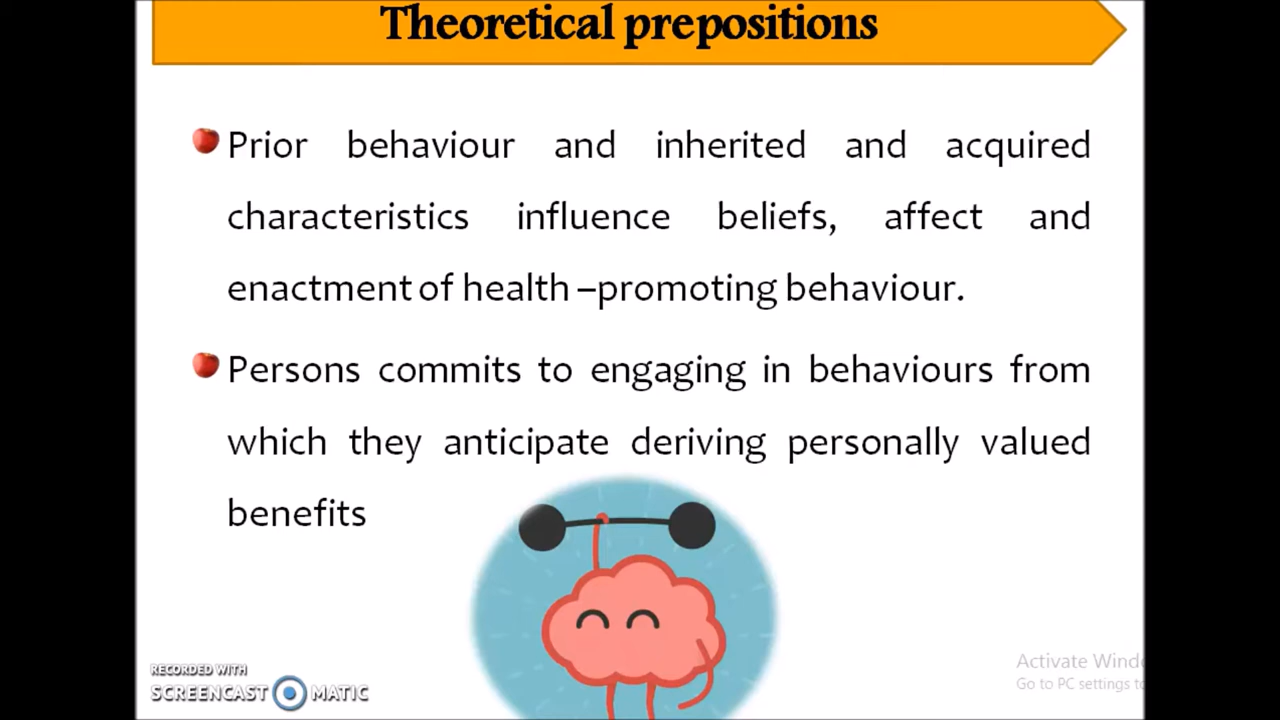 Theoretical prepositions
Prior behaviour and inherited and acquired
characteristics influence beliefs, affect and
enactment of health –promoting behaviour.
Persons commits to engaging in behaviours from
which they anticipate deriving personally valued
benefits
RECORDED WITH
SCREENCAST MATIC
Activate Wind
Go to PC settings to